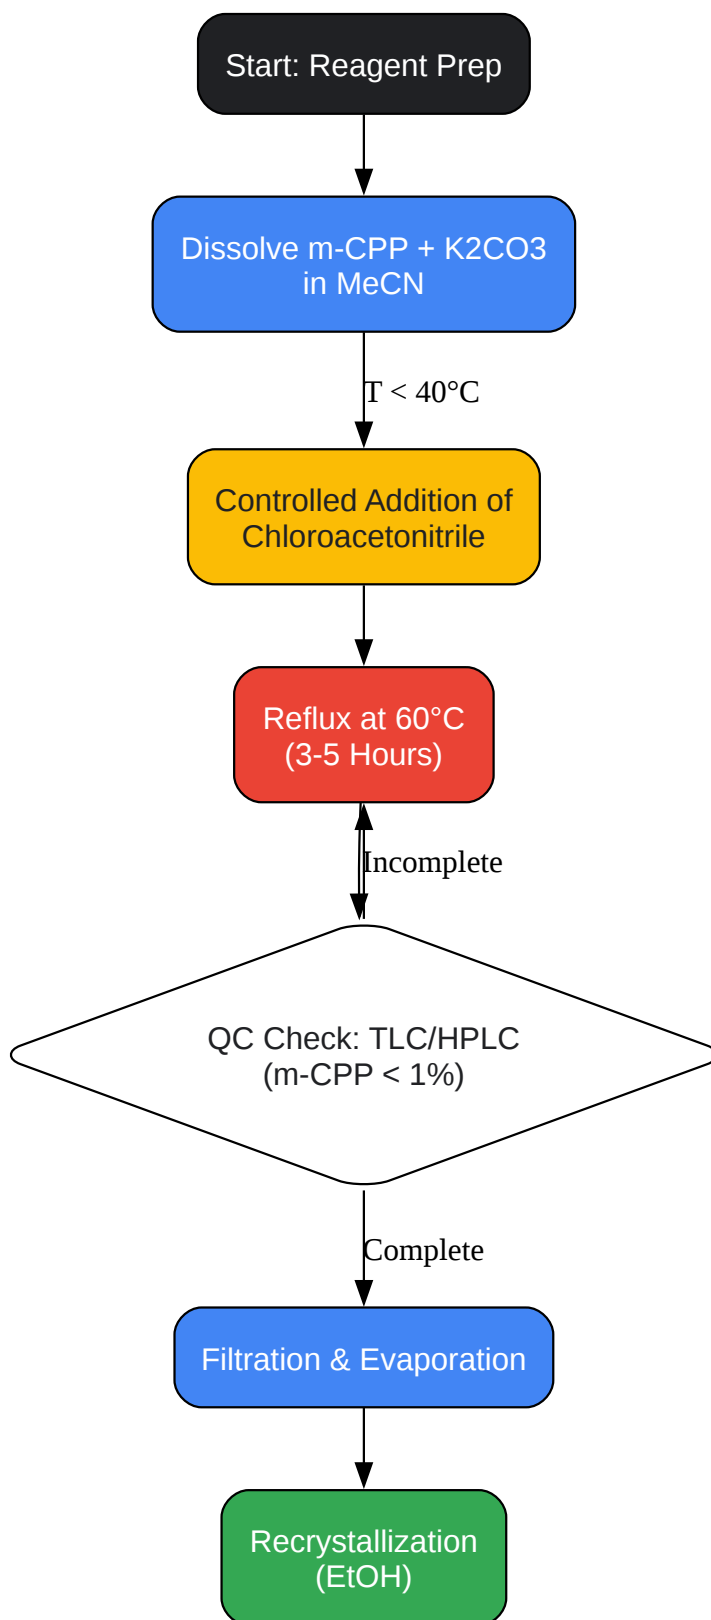 Start: Reagent Prep
Dissolve m-CPP + K2CO3
in MeCN
T < 40°C
Controlled Addition of
Chloroacetonitrile
Reflux at 60°C
(3-5 Hours)
Incomplete
QC Check: TLC/HPLC
(m-CPP < 1%)
Complete
Filtration & Evaporation
Recrystallization
(EtOH)